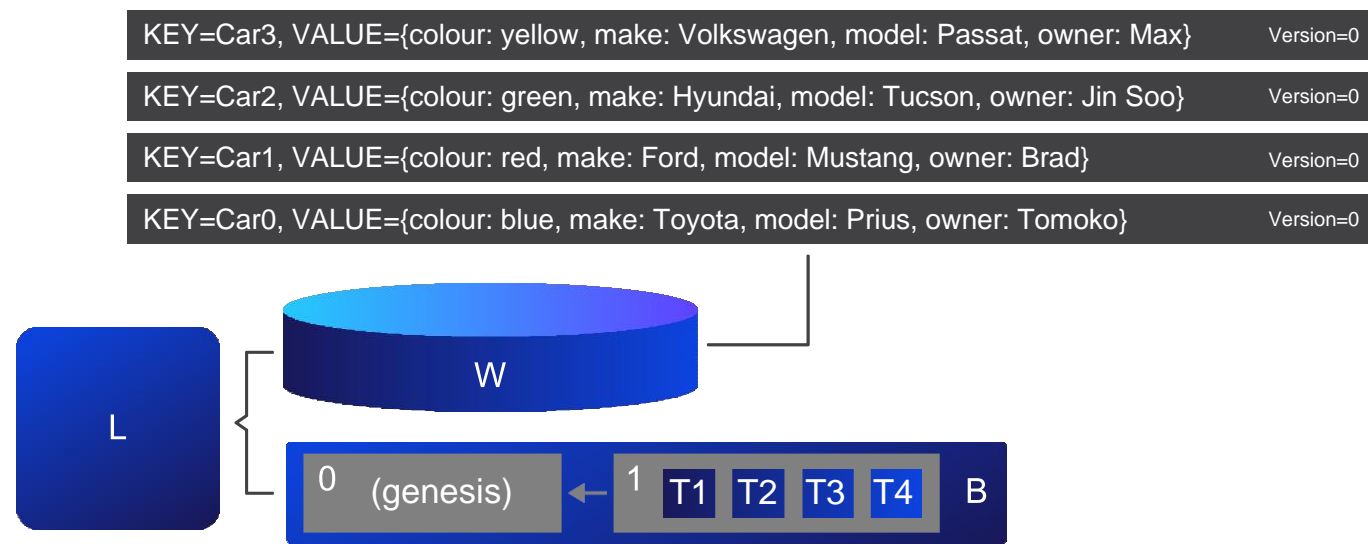 KEY=Car3, VALUE={colour: yellow, make: Volkswagen, model: Passat, owner: Max} Version=0
KEY=Car2, VALUE={colour: green, make: Hyundai, model: Tucson, owner: Jin Soo} Version=0
KEY=Car1, VALUE={colour: red, make: Ford, model: Mustang, owner: Brad} Version=0
KEY=Car0, VALUE={colour: blue, make: Toyota, model: Prius, owner: Tomoko} Version=0
W
L
0 (genesis) 1 T1 T2 T3 T4 B